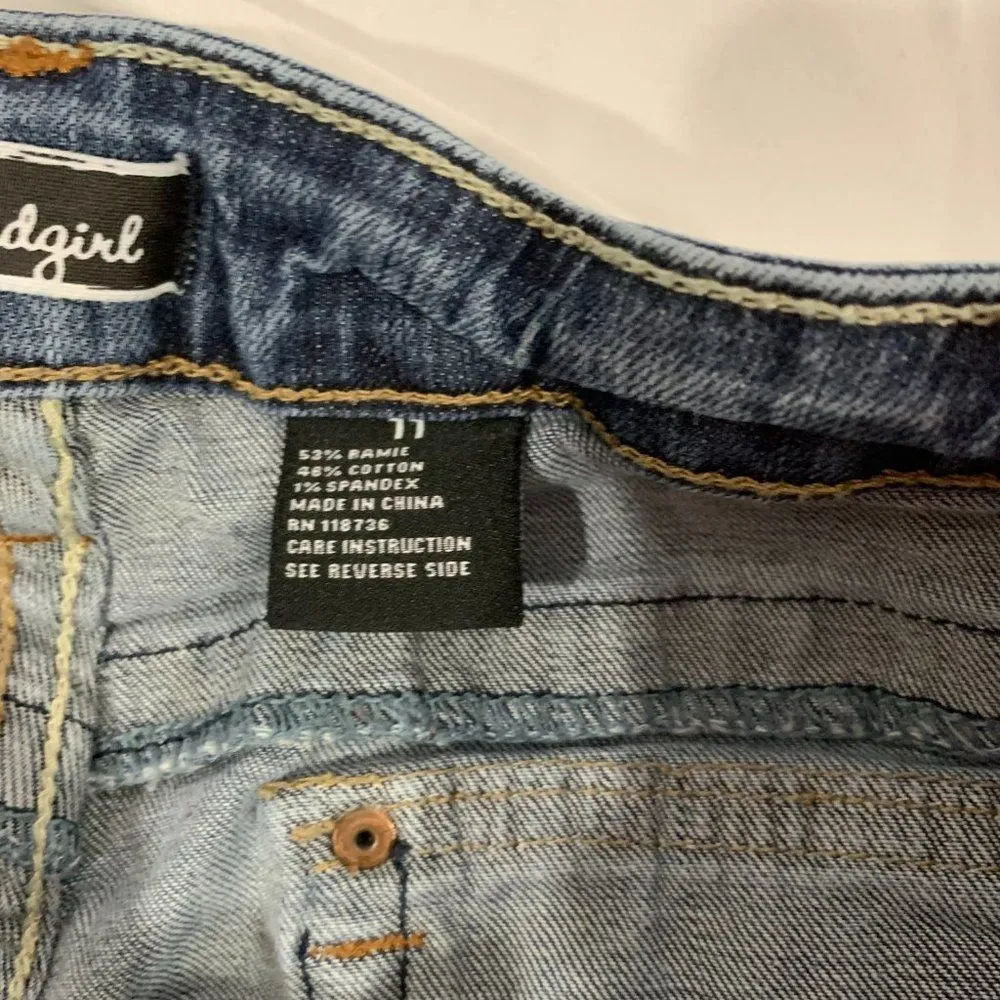 dgirl
11
53% RAMIE
46% COTTON
1% SPANDEX
MADE IN CHINA
RN 118736
CARE INSTRUCTION
SEE REVERSE SIDE